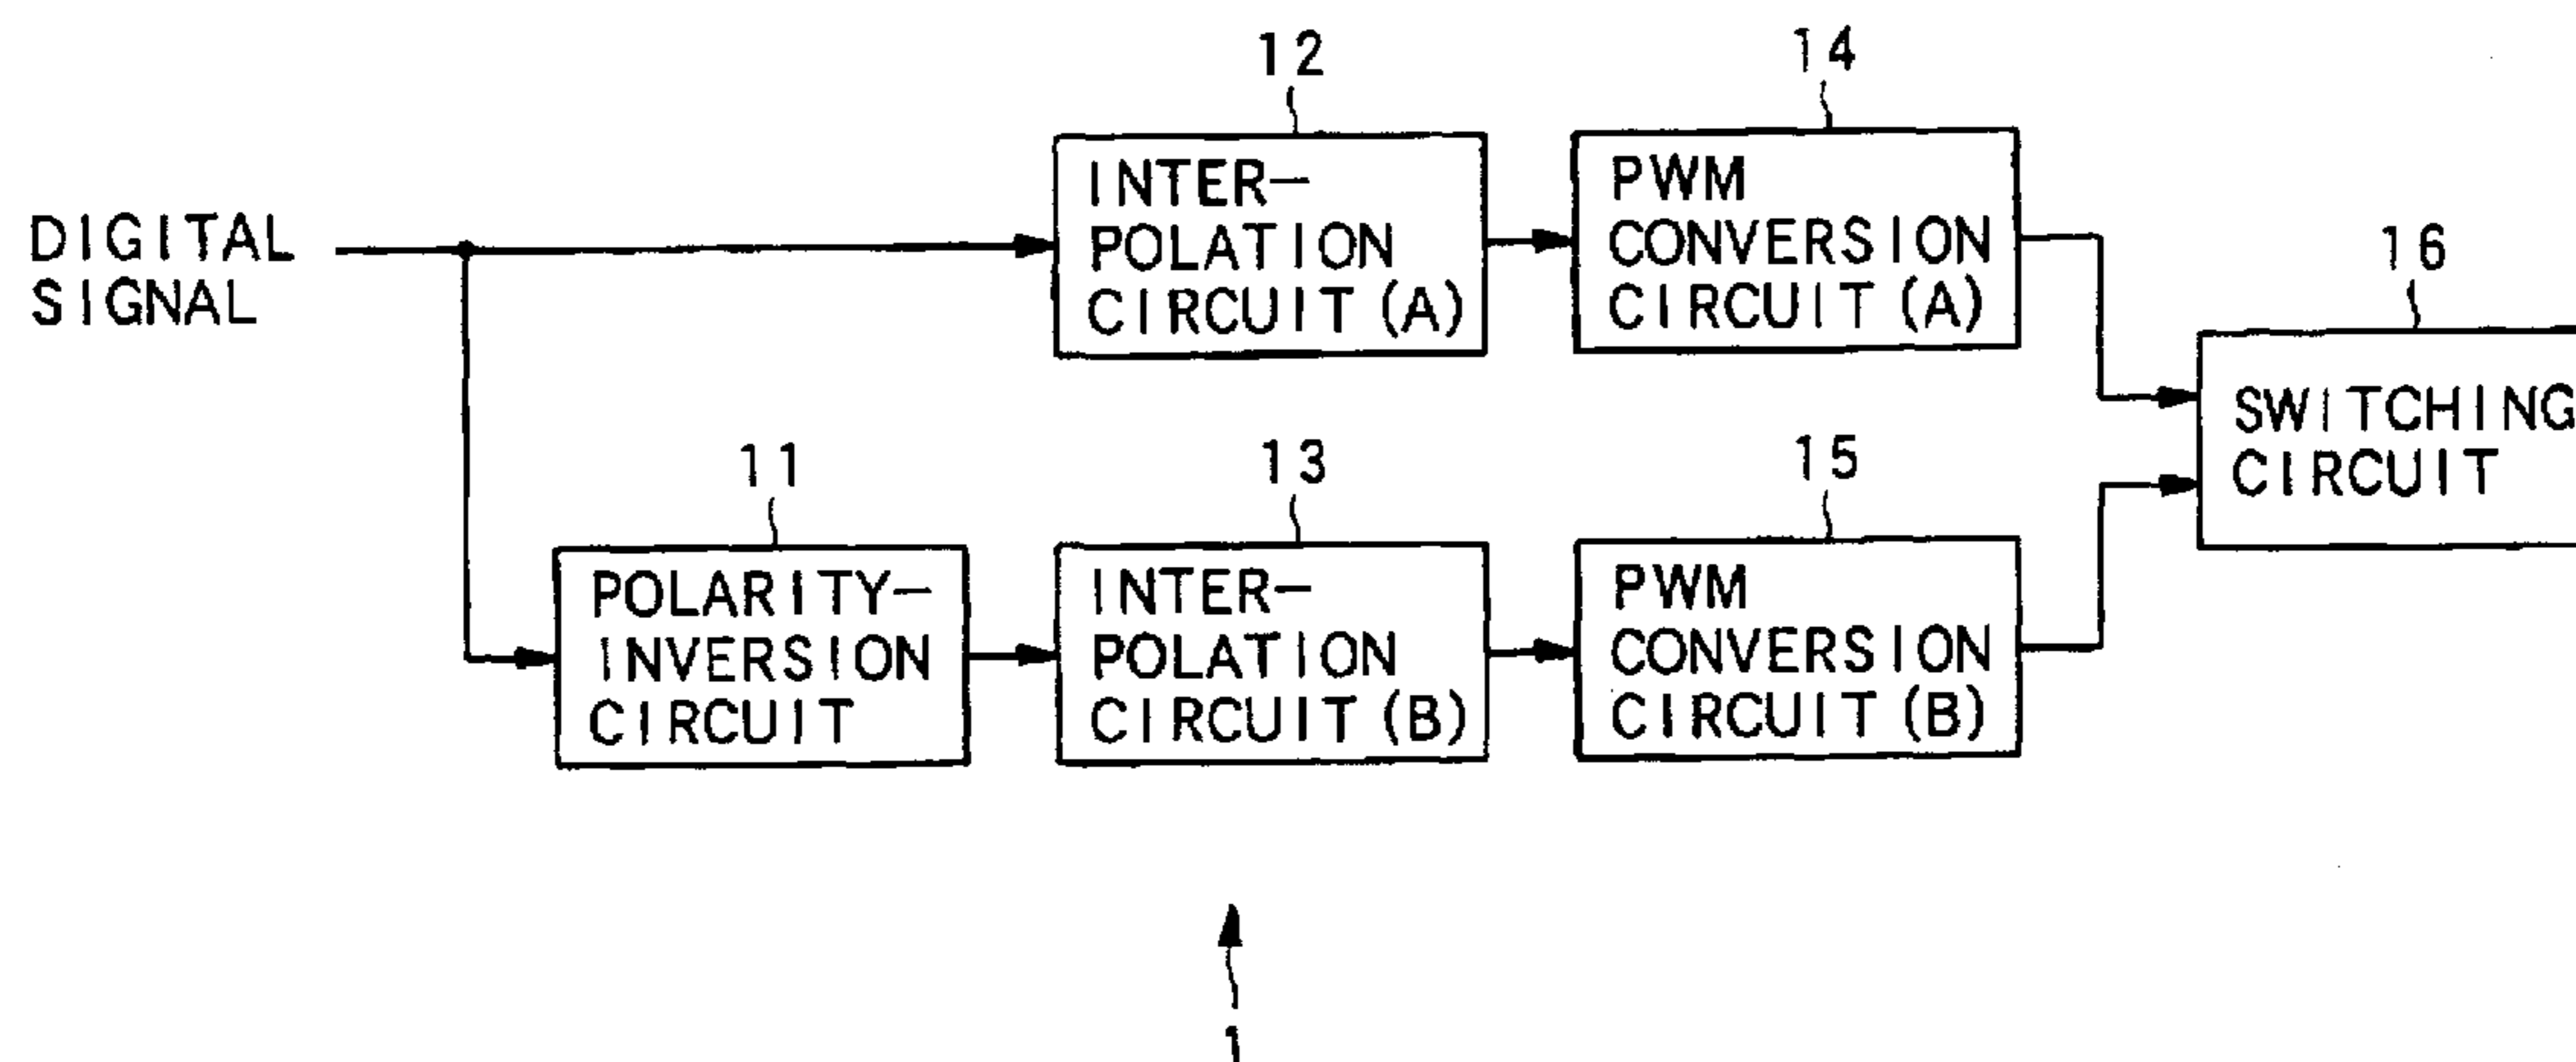 12
14
INTER-
POLATION
CIRCUIT (A)
PWM
CONVERSION
CIRCUIT (A)
DIGITAL
SIGNAL
16
SWITCHING
CIRCUIT
11
13
15
POLARITY-
INVERSION
CIRCUIT
INTER-
POLATION
CIRCUIT (B)
PWM
CONVERSION
CIRCUIT (B)
1